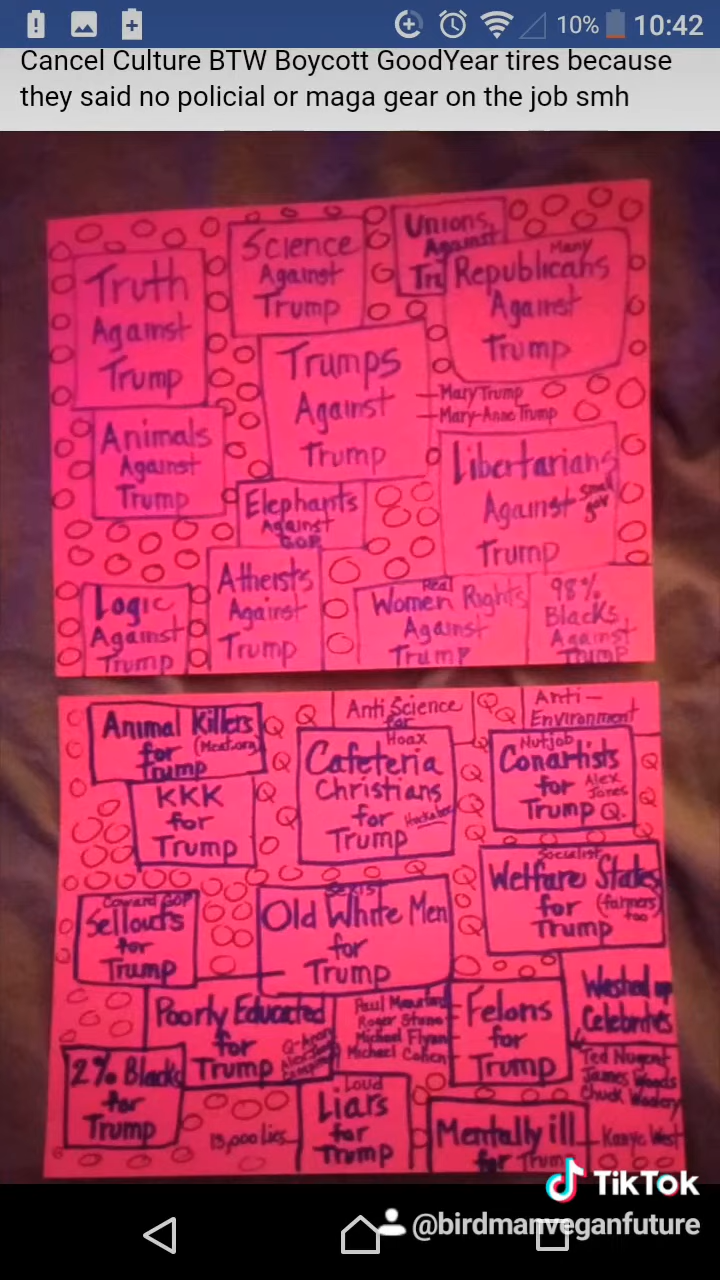 10% 10:42
Cancel Culture BTW Boycott GoodYear tires because
they said no policial or maga gear on the job smh
Truth
Against
Trump
Science
Against
Trump
Unions
Against
Tru
Many
Republicans
Against
Trump
Trumps
Against
Trump
Mary Trump
Mary-Anne Trump
Animals
Against
Trump
Elephants
Against
GOP
Libertarians
Against
Small
gov
Trump
Logic
Against
Trump
Atheists
Against
Trump
Real
Women Rights
Against
Trump
98%
Blacks
Against
Trump
Animal Killers
for (Meat.org)
Trump
Anti Science
for
Hoax
Anti-
Environment
KKK
for
Trump
Cafeteria
Christians
for
Trump
Nutjob
Conartists
for
Alex
Jones
Trump Q.
Coward GOP
Sellouts
for
Trump
Sexist
Old White Men
for
Trump
Socialist
Welfare States
for (farmers
too)
Trump
Poorly Educated
for
Trump
Paul
Roger Stone
Michael Flynn
Michael Cohen
Felons
for
Trump
Washed up
Celebrites
Ted Nugent
James Woods
Chuck
Kanye West
2% Blacks
for
Trump
13,000 Lies
Loud
Liars
for
Trump
Mentally ill
for Trump
TikTok
@birdmanveganfuture